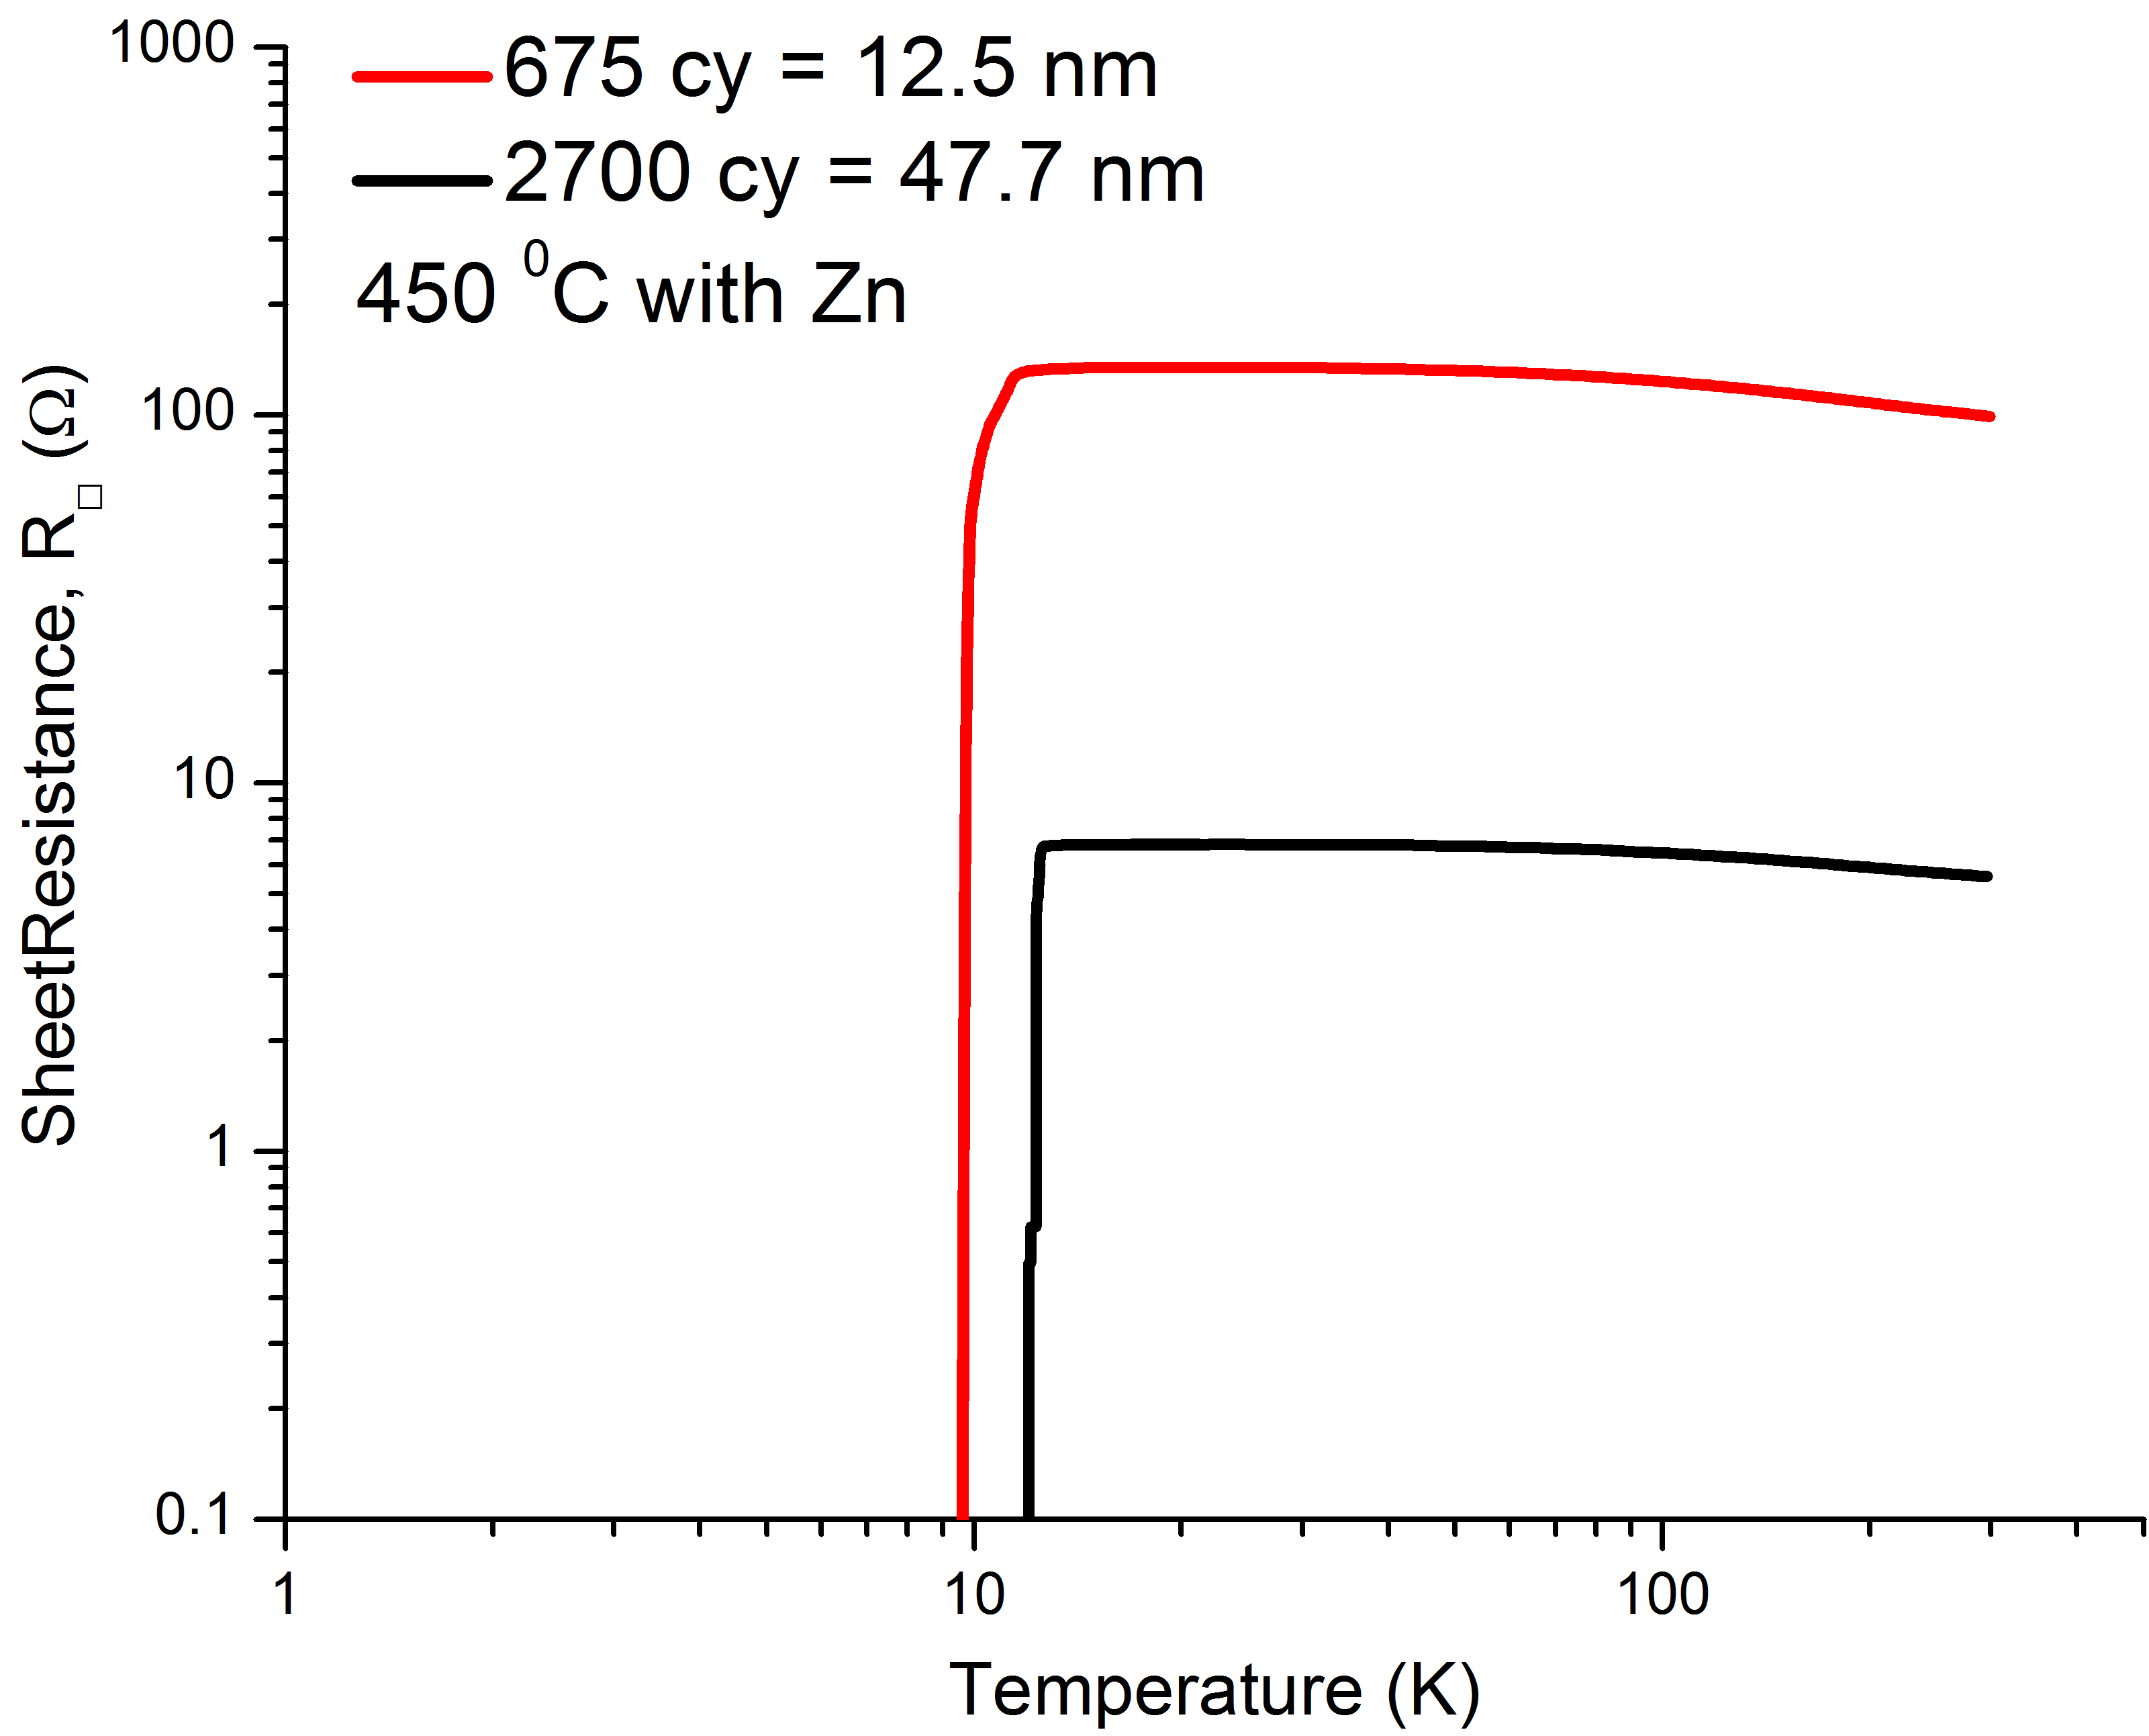 675 cy = 12.5 nm
2700 cy = 47.7 nm
450 ⁰C with Zn
SheetResistance, R□ (Ω)
1000
100
10
1
0.1
1
10
100
Temperature (K)